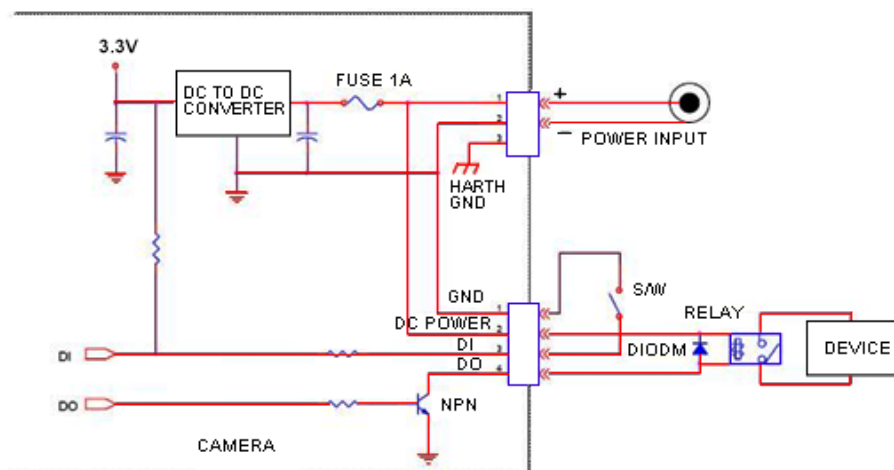 3.3V
DC TO DC
CONVERTER
FUSE 1A
1
2
3
+
−
POWER INPUT
HARTH
GND
GND
DC POWER
DI
DO
1
2
3
4
S/W
RELAY
DIODM
DEVICE
DI
DO
NPN
CAMERA